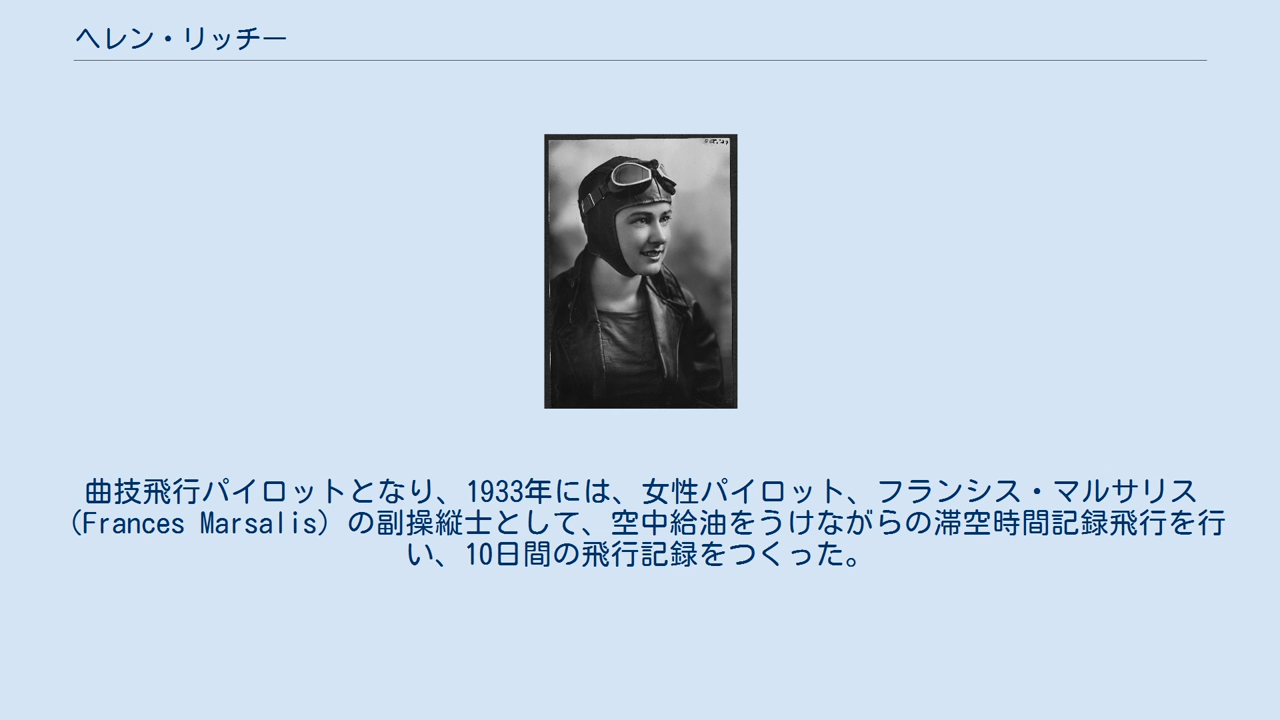 ヘレン・リッチー
曲技飛行パイロットとなり、1933年には、女性パイロット、フランシス・マルサリス
(Frances Marsalis) の副操縦士として、空中給油をうけながらの滞空時間記録飛行を行
い、10日間の飛行記録をつくった。